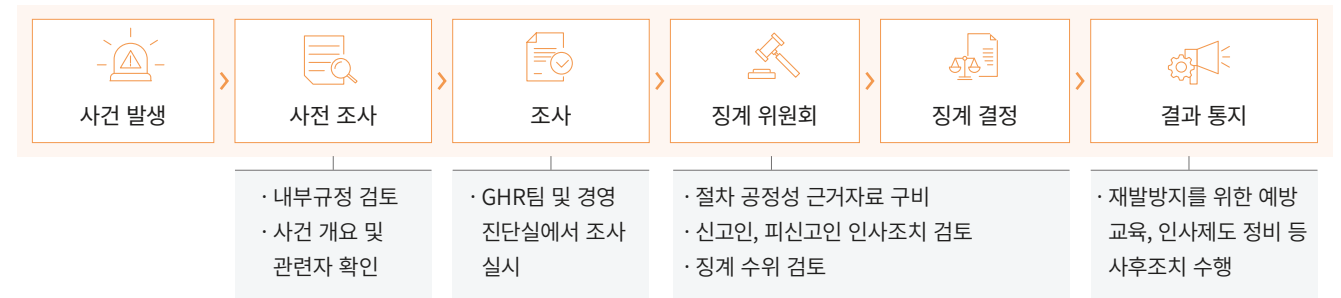 사건 발생
사전 조사
조사
징계 위원회
징계 결정
결과 통지
· 내부규정 검토
· 사건 개요 및
관련자 확인
· GHR팀 및 경영
진단실에서 조사
실시
· 절차 공정성 근거자료 구비
· 신고인, 피신고인 인사조치 검토
· 징계 수위 검토
· 재발방지를 위한 예방
교육, 인사제도 정비 등
사후조치 수행